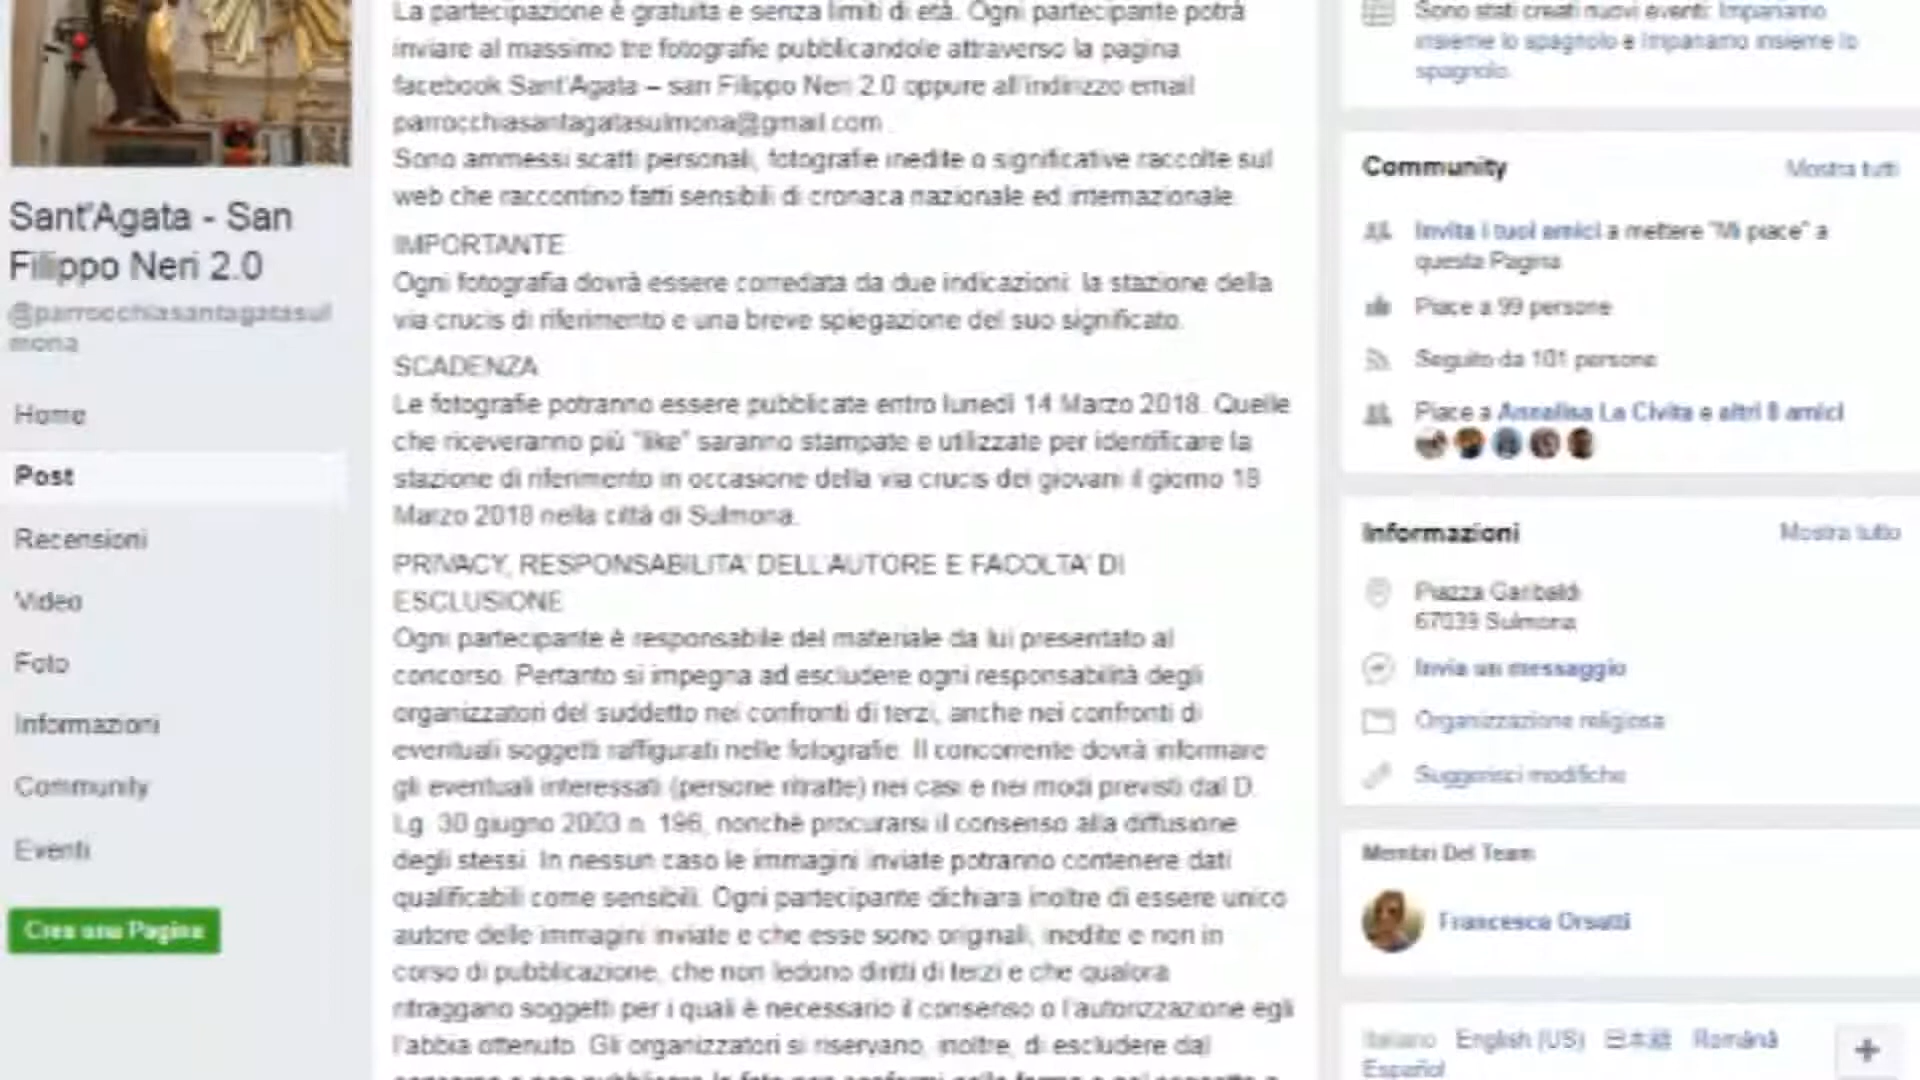 Sant'Agata - San
Filippo Neri 2.0
@parrocchiasantagatasul
mona
Home
Post
Recensioni
Video
Foto
Informazioni
Community
Eventi
Crea una Pagina
La partecipazione è gratuita e senza limiti di età. Ogni partecipante potrà
inviare al massimo tre fotografie pubblicandole attraverso la pagina
facebook Sant'Agata – san Filippo Neri 2.0 oppure all'indirizzo email
parrocchiasantagatasulmona@gmail.com
Sono ammessi scatti personali, fotografie inedite o significative raccolte sul
web che raccontino fatti sensibili di cronaca nazionale ed internazionale.
IMPORTANTE
Ogni fotografia dovrà essere corredata da due indicazioni: la stazione della
via crucis di riferimento e una breve spiegazione del suo significato.
SCADENZA
Le fotografie potranno essere pubblicate entro lunedì 14 Marzo 2018. Quelle
che riceveranno più "like" saranno stampate e utilizzate per identificare la
stazione di riferimento in occasione della via crucis dei giovani il giorno 18
Marzo 2018 nella città di Sulmona.
PRIVACY, RESPONSABILITA' DELL'AUTORE E FACOLTA' DI
ESCLUSIONE
Ogni partecipante è responsabile del materiale da lui presentato al
concorso. Pertanto si impegna ad escludere ogni responsabilità degli
organizzatori del suddetto nei confronti di terzi, anche nei confronti di
eventuali soggetti raffigurati nelle fotografie. Il concorrente dovrà informare
gli eventuali interessati (persone ritratte) nei casi e nei modi previsti dal D.
Lg. 30 giugno 2003 n. 196, nonchè procurarsi il consenso alla diffusione
degli stessi. In nessun caso le immagini inviate potranno contenere dati
qualificabili come sensibili. Ogni partecipante dichiara inoltre di essere unico
autore delle immagini inviate e che esse sono originali, inedite e non in
corso di pubblicazione, che non ledono diritti di terzi e che qualora
ritraggano soggetti per i quali è necessario il consenso o l'autorizzazione egli
l'abbia ottenuto. Gli organizzatori si riservano, inoltre, di escludere dal
Sono stati creati nuovi eventi: Impariamo
insieme lo spagnolo e Impariamo insieme lo
spagnolo.
Community
Mostra tutti
Invita i tuoi amici a mettere "Mi piace" a
questa Pagina
Piace a 99 persone
Seguito da 101 persone
Piace a Annalisa La Civita e altri 8 amici
Informazioni
Mostra tutto
Piazza Garibaldi
67039 Sulmona
Invia un messaggio
Organizzazione religiosa
Suggerisci modifiche
Membri Del Team
Francesca Orsatti
Italiano English (US) 日本語 Română
Español